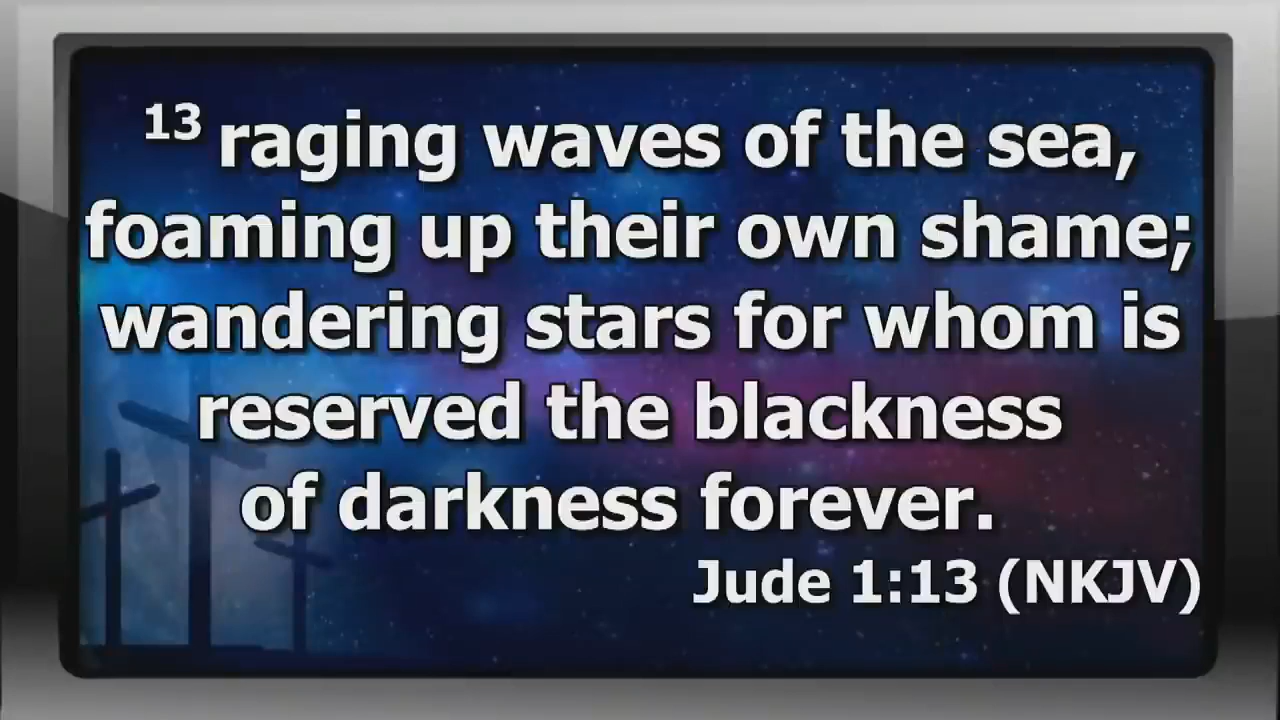 13 raging waves of the sea,
foaming up their own shame;
wandering stars for whom is
reserved the blackness
of darkness forever.
Jude 1:13 (NKJV)